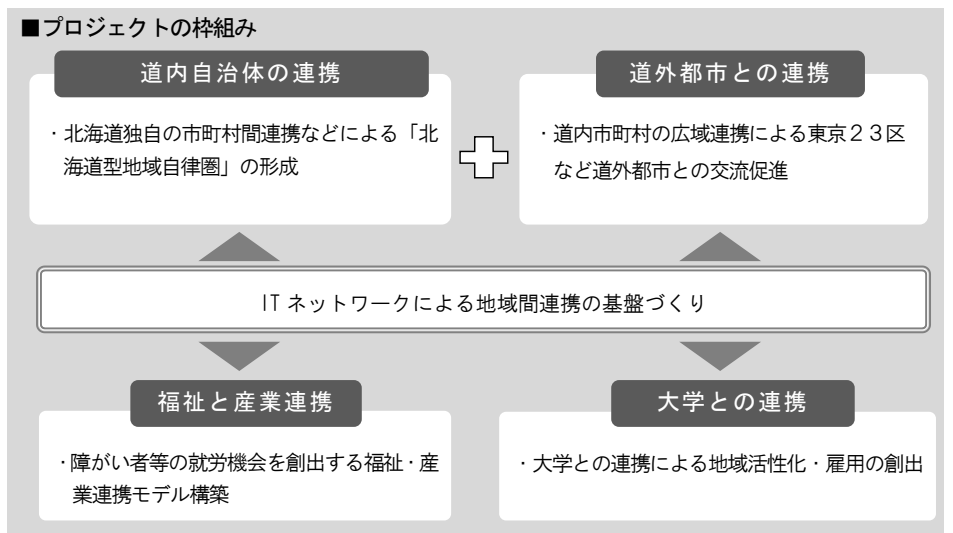 ■プロジェクトの枠組み
道内自治体の連携
・北海道独自の市町村間連携などによる「北
海道型地域自律圏」の形成
道外都市との連携
・道内市町村の広域連携による東京２３区
など道外都市との交流促進
ITネットワークによる地域間連携の基盤づくり
福祉と産業連携
・障がい者等の就労機会を創出する福祉・産
業連携モデル構築
大学との連携
・大学との連携による地域活性化・雇用の創出